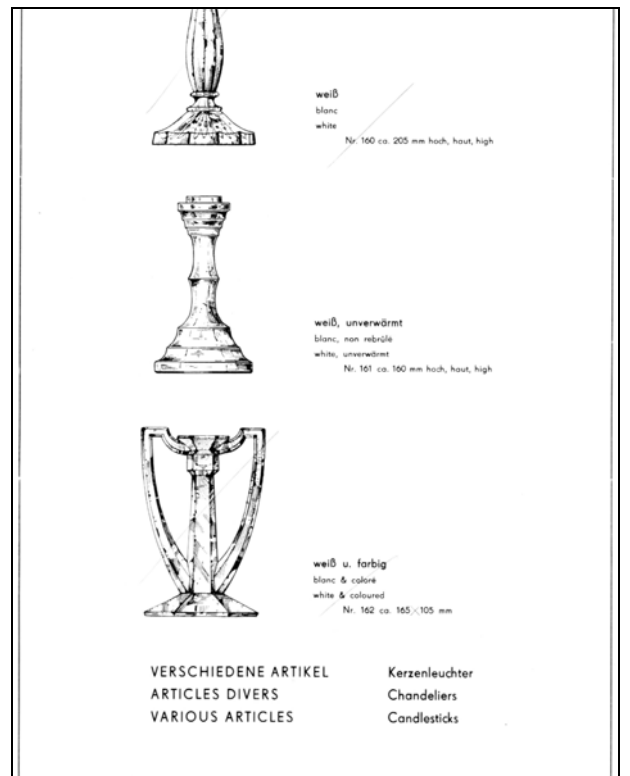 weiß
blanc
white
Nr. 160 ca. 205 mm hoch, haut, high
weiß, unverwärmt
blanc, non rebrûle
white, unverwärmt
Nr. 161 ca. 160 mm hoch, haut, high
weiß u. farbig
blanc & coloré
white & coloured
Nr. 162 ca. 165×105 mm
VERSCHIEDENE ARTIKEL Kerzenleuchter
ARTICLES DIVERS Chandeliers
VARIOUS ARTICLES Candlesticks